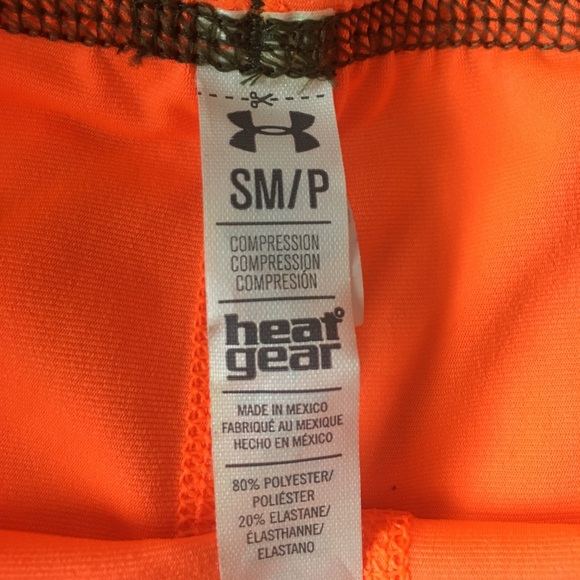 SM/P
COMPRESSION
COMPRESSION
COMPRESIÓN
heat
gear
MADE IN MEXICO
FABRIQUÉ AU MEXIQUE
HECHO EN MÉXICO
80% POLYESTER/
POLIÉSTER
20% ELASTANE/
ÉLASTHANNE/
ELASTANO